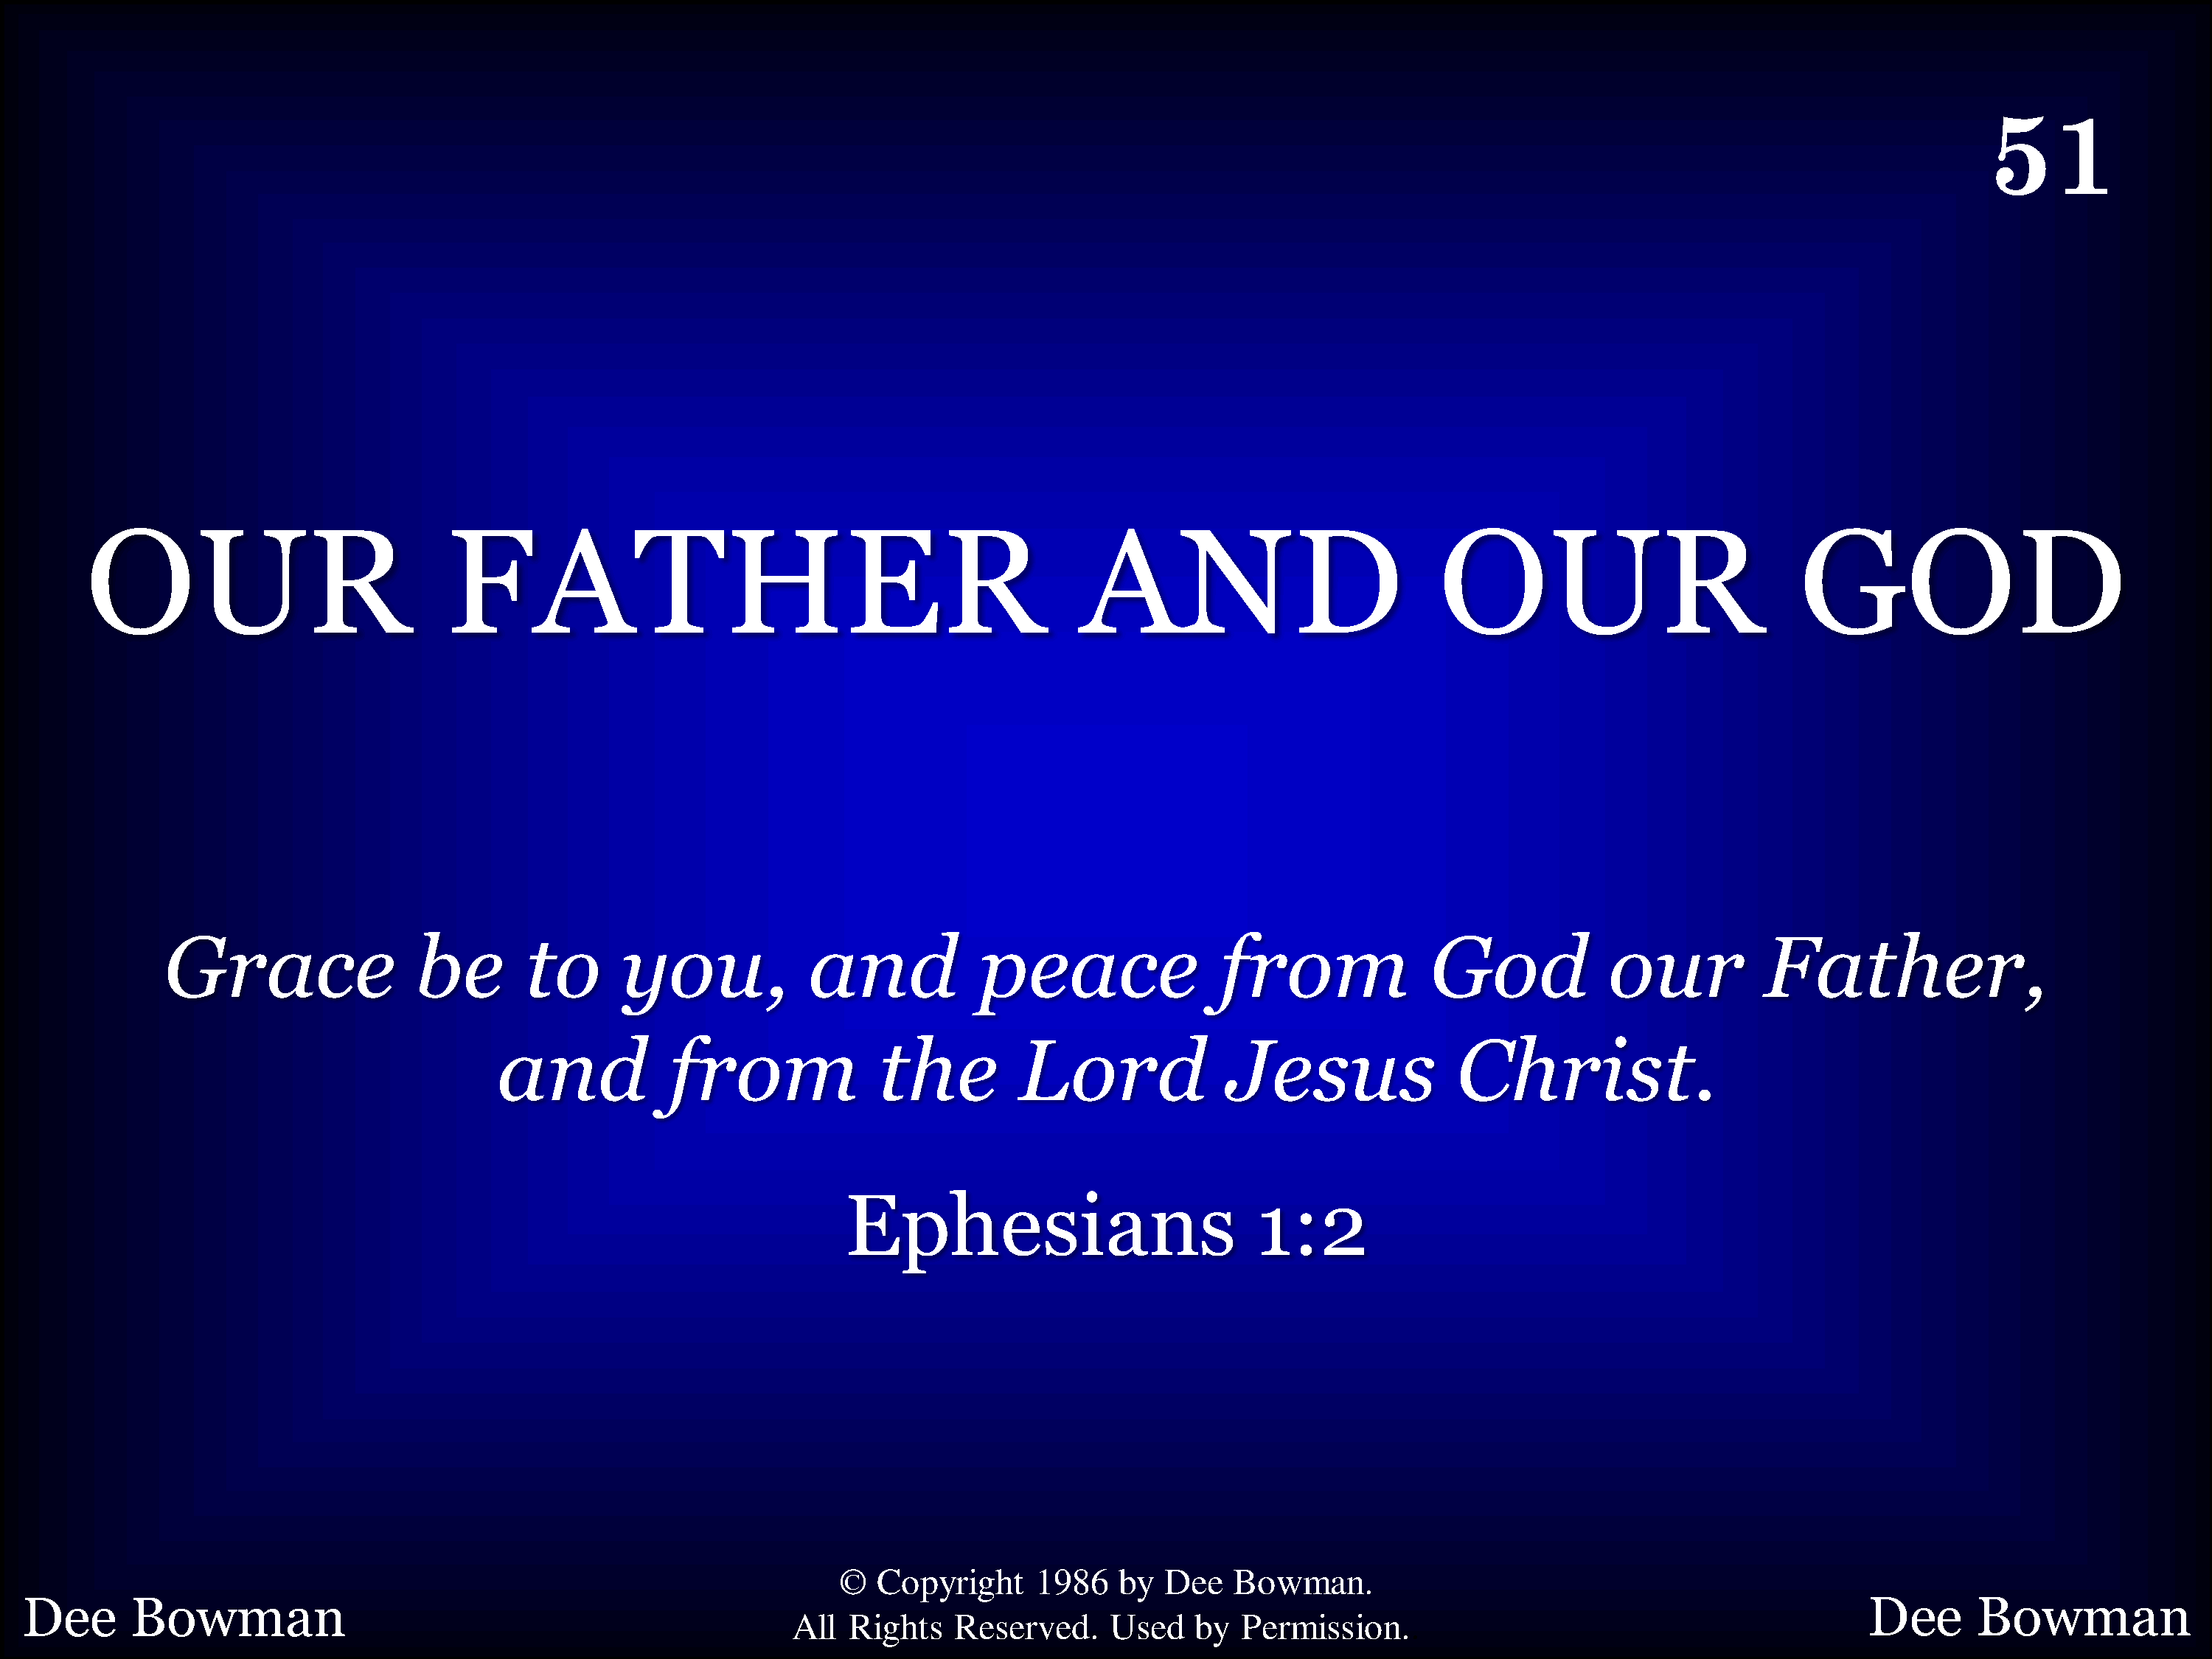 51
OUR FATHER AND OUR GOD
Grace be to you, and peace from God our Father,
and from the Lord Jesus Christ.
Ephesians 1:2
© Copyright 1986 by Dee Bowman.
All Rights Reserved. Used by Permission.
Dee Bowman
Dee Bowman